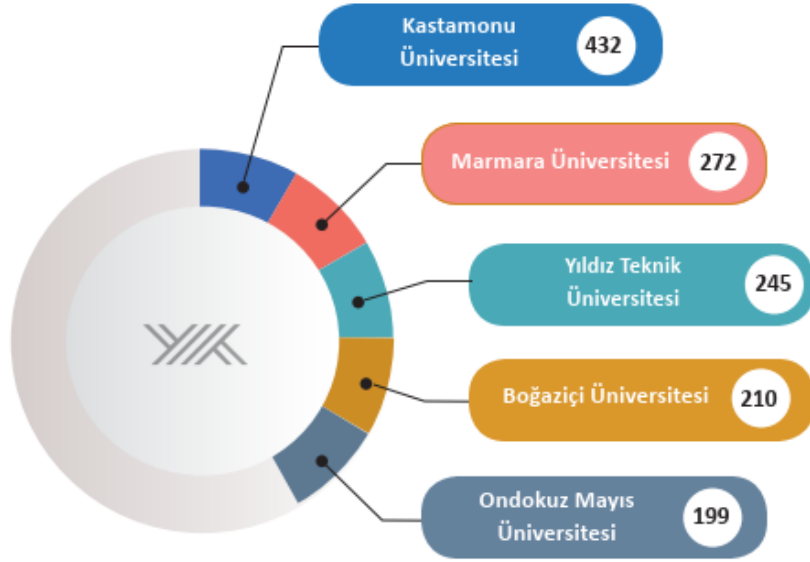 Kastamonu
Üniversitesi
432
Marmara Üniversitesi
272
Yıldız Teknik
Üniversitesi
245
Boğaziçi Üniversitesi
210
Ondokuz Mayıs
Üniversitesi
199